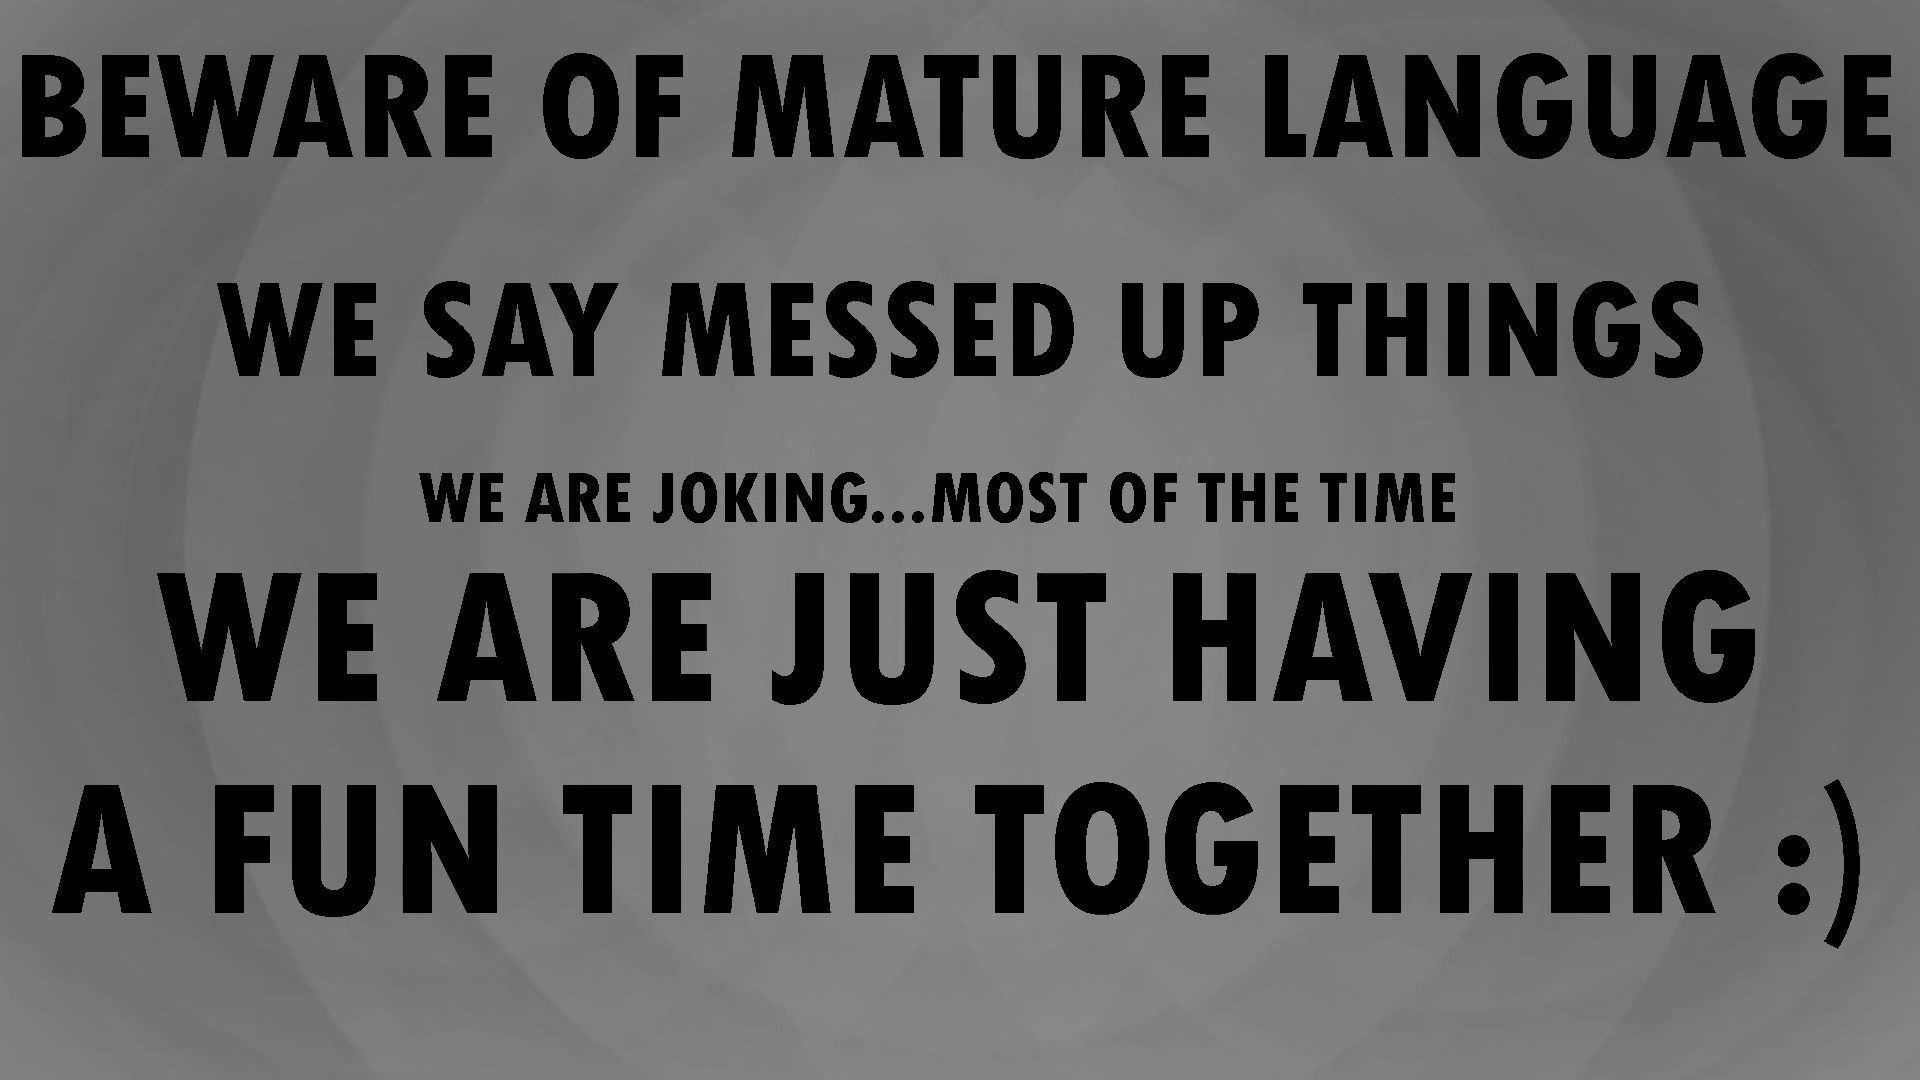 BEWARE OF MATURE LANGUAGE
WE SAY MESSED UP THINGS
WE ARE JOKING...MOST OF THE TIME
WE ARE JUST HAVING
A FUN TIME TOGETHER :)